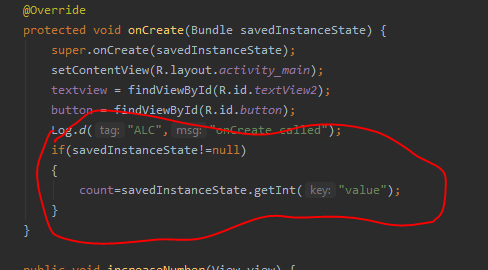 @Override
protected void onCreate(Bundle savedInstanceState) {
super.onCreate(savedInstanceState);
setContentView(R.layout.activity_main);
textview = findViewById(R.id.textView2);
button = findViewById(R.id.button);
Log.d( tag: "ALC", msg: "onCreate called");
if(savedInstanceState!=null)
{
count=savedInstanceState.getInt( key: "value");
}
}
public void increaseNumber(View view) {